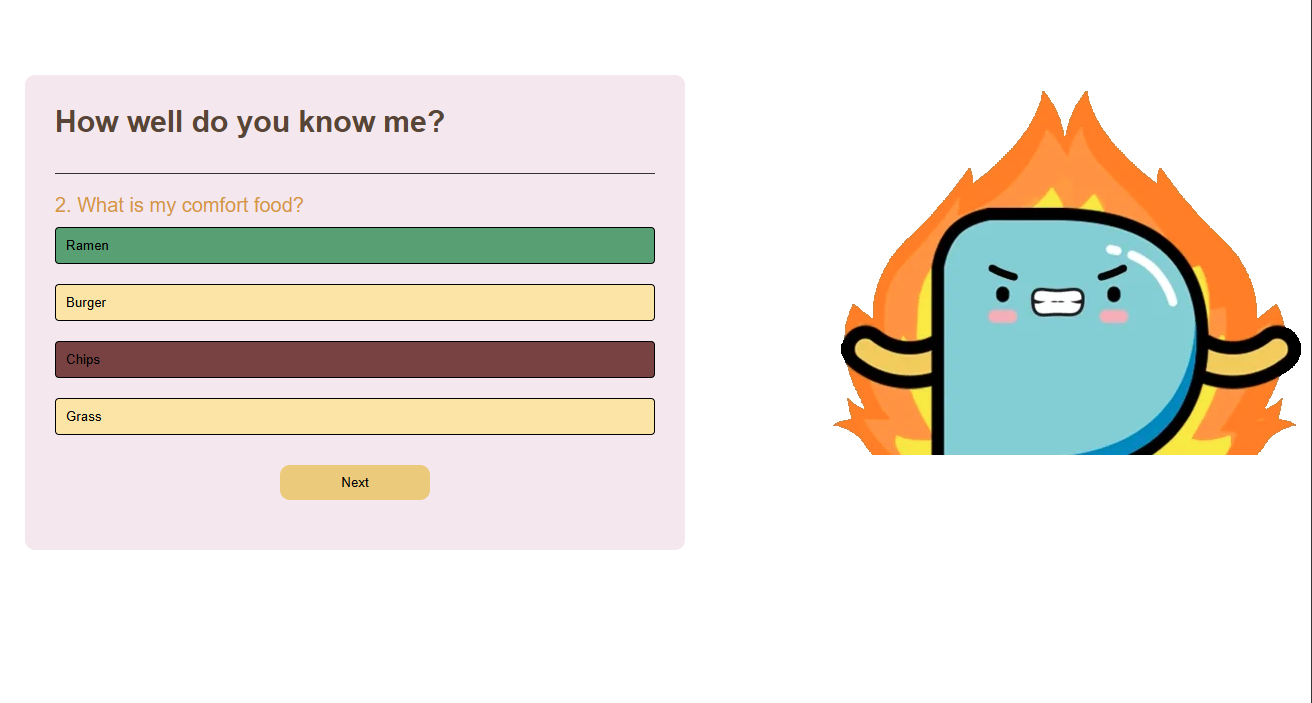 How well do you know me?
2. What is my comfort food?
Ramen
Burger
Chips
Grass
Next